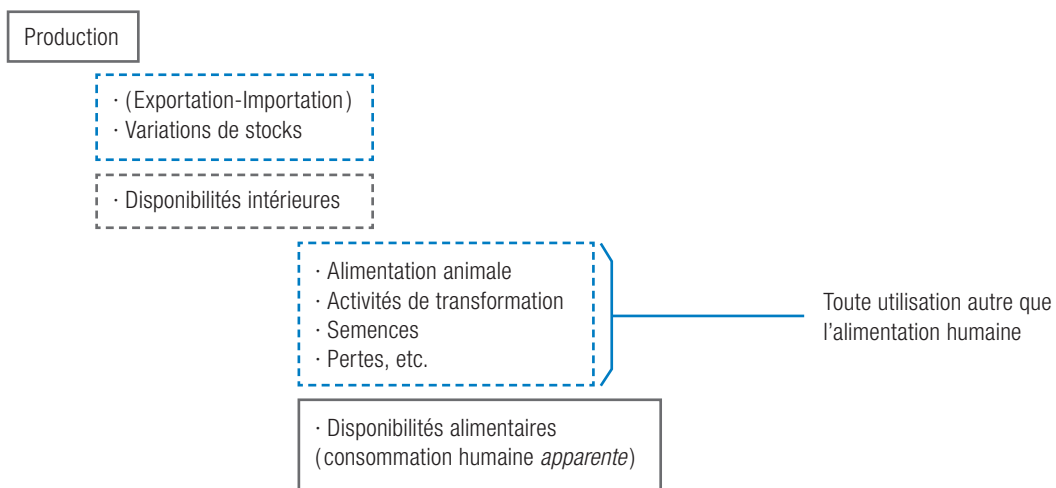 Production
· (Exportation-Importation)
· Variations de stocks
· Disponibilités intérieures
· Alimentation animale
· Activités de transformation
· Semences
· Pertes, etc.
Toute utilisation autre que
l'alimentation humaine
· Disponibilités alimentaires
(consommation humaine apparente)